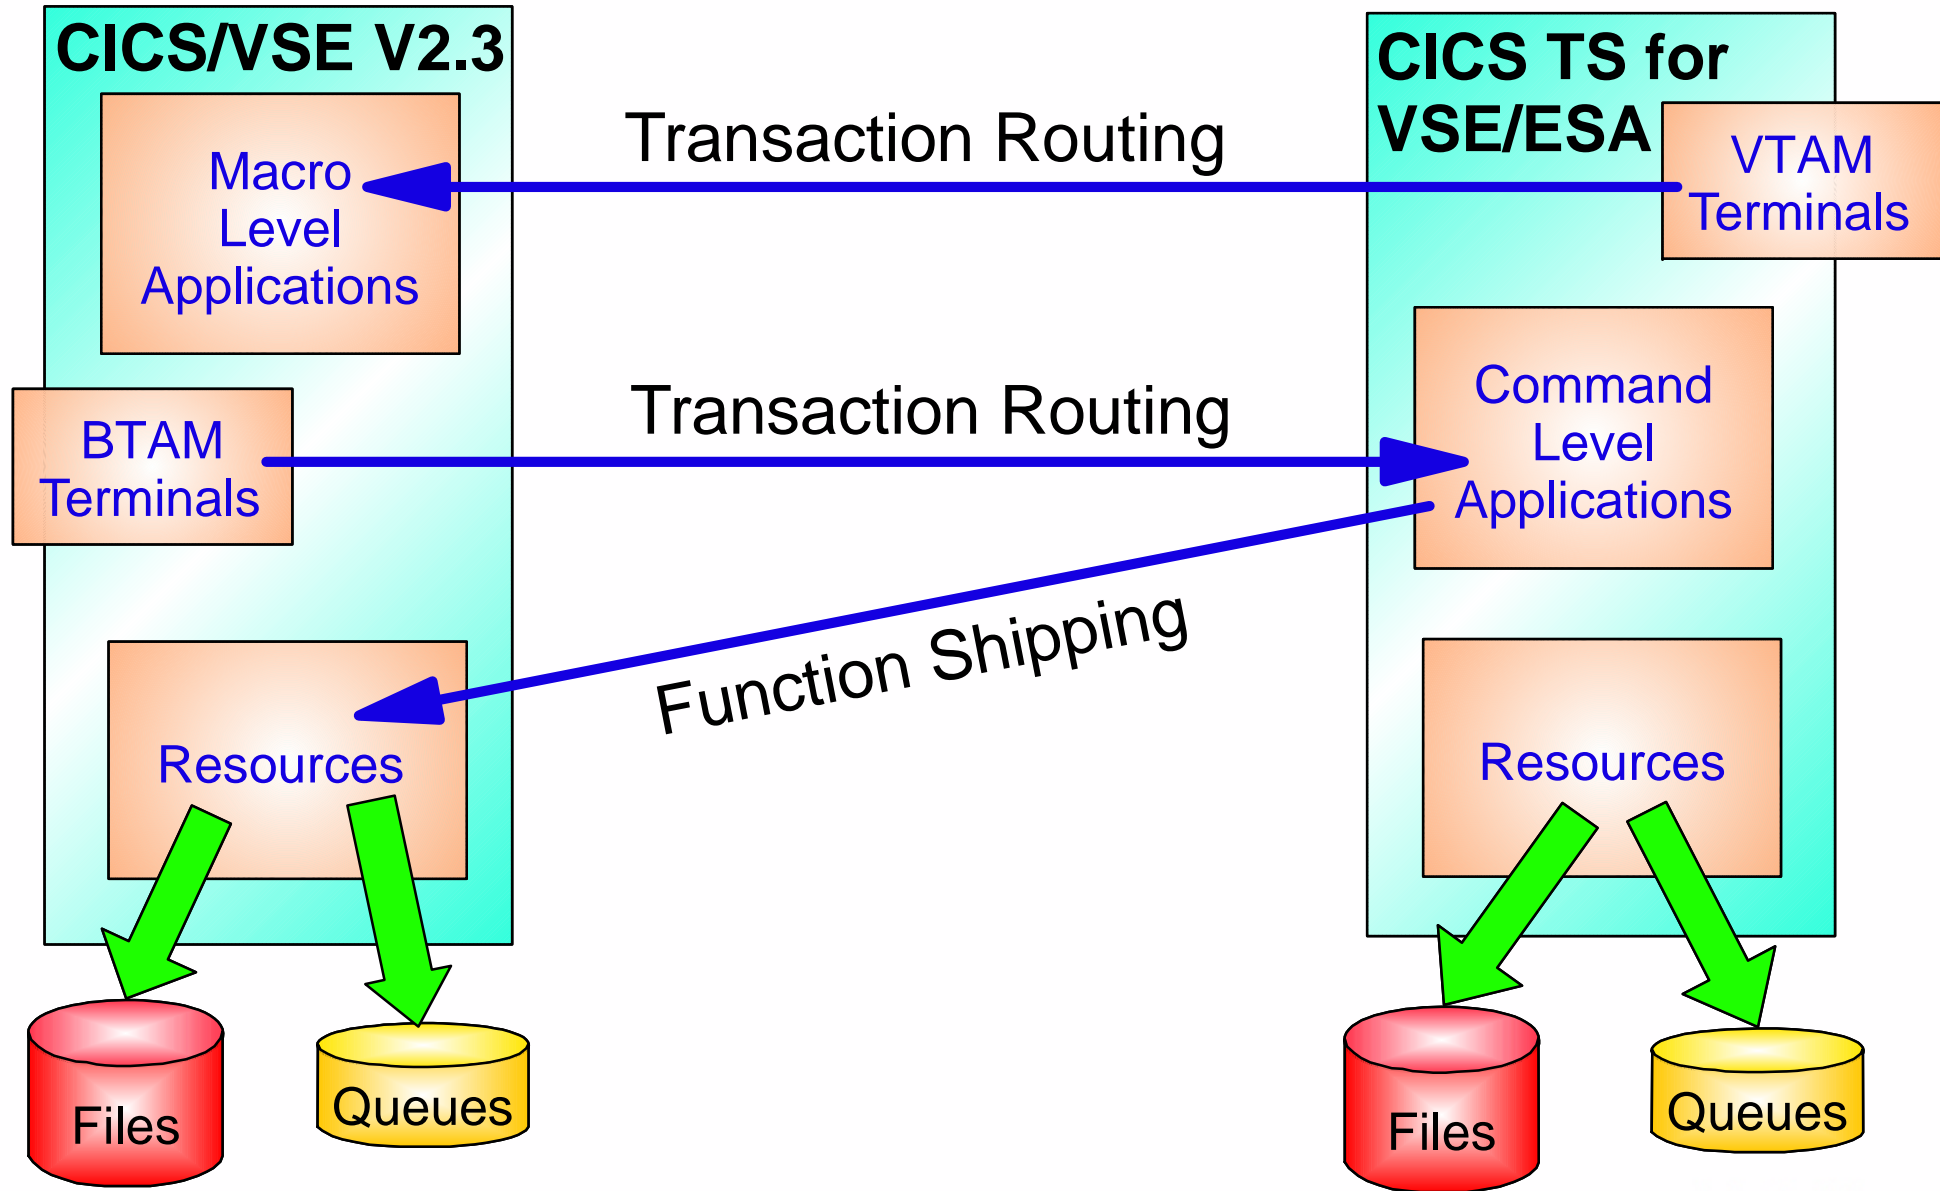 CICS/VSE V2.3
Macro
Level
Applications
BTAM
Terminals
Resources
Files
Queues
Transaction Routing
Transaction Routing
Function Shipping
CICS TS for
VSE/ESA
VTAM
Terminals
Command
Level
Applications
Resources
Files
Queues